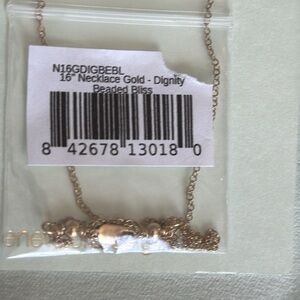 N16GDIGBEBL
16" Necklace Gold - Dignity
Beaded Bliss
8 42678 13018 0